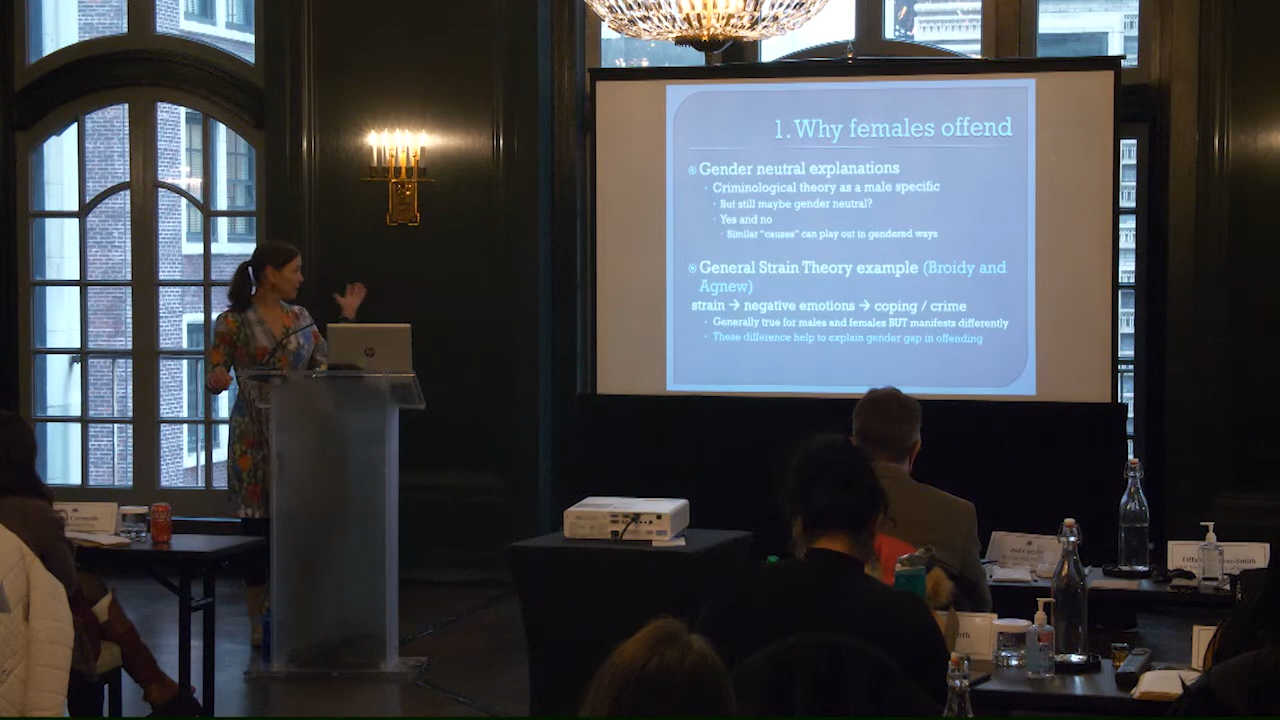 1. Why females offend
Gender neutral explanations
Criminological theory as a male specific
But still maybe gender neutral?
Yes and no
Similar “causes” can play out in gendered ways
General Strain Theory example (Broidy and
Agnew)
strain → negative emotions → coping / crime
Generally true for males and females BUT manifests differently
These difference help to explain gender gap in offending
hp